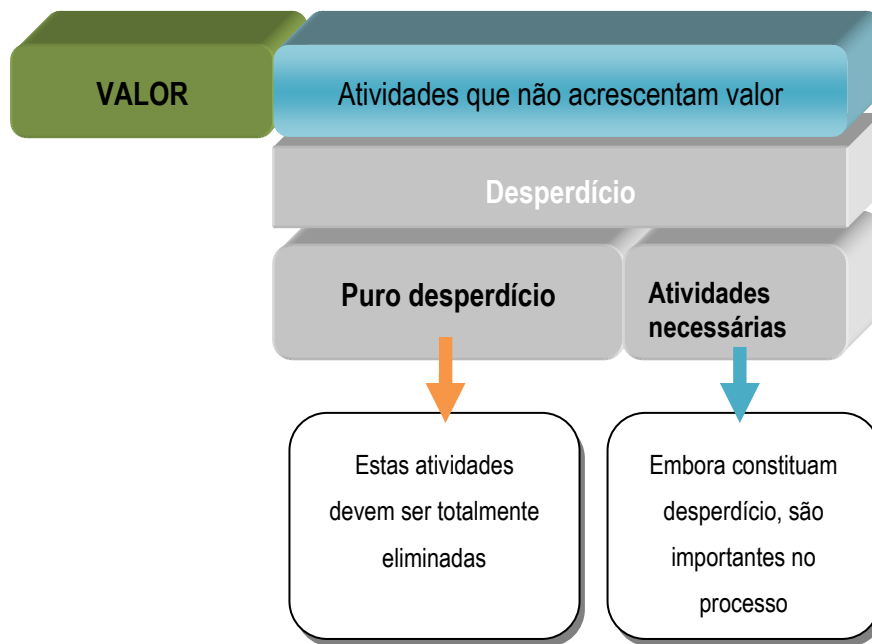 VALOR
Atividades que não acrescentam valor
Desperdício
Puro desperdício
Atividades
necessárias
Estas atividades
devem ser totalmente
eliminadas
Embora constituam
desperdício, são
importantes no
processo